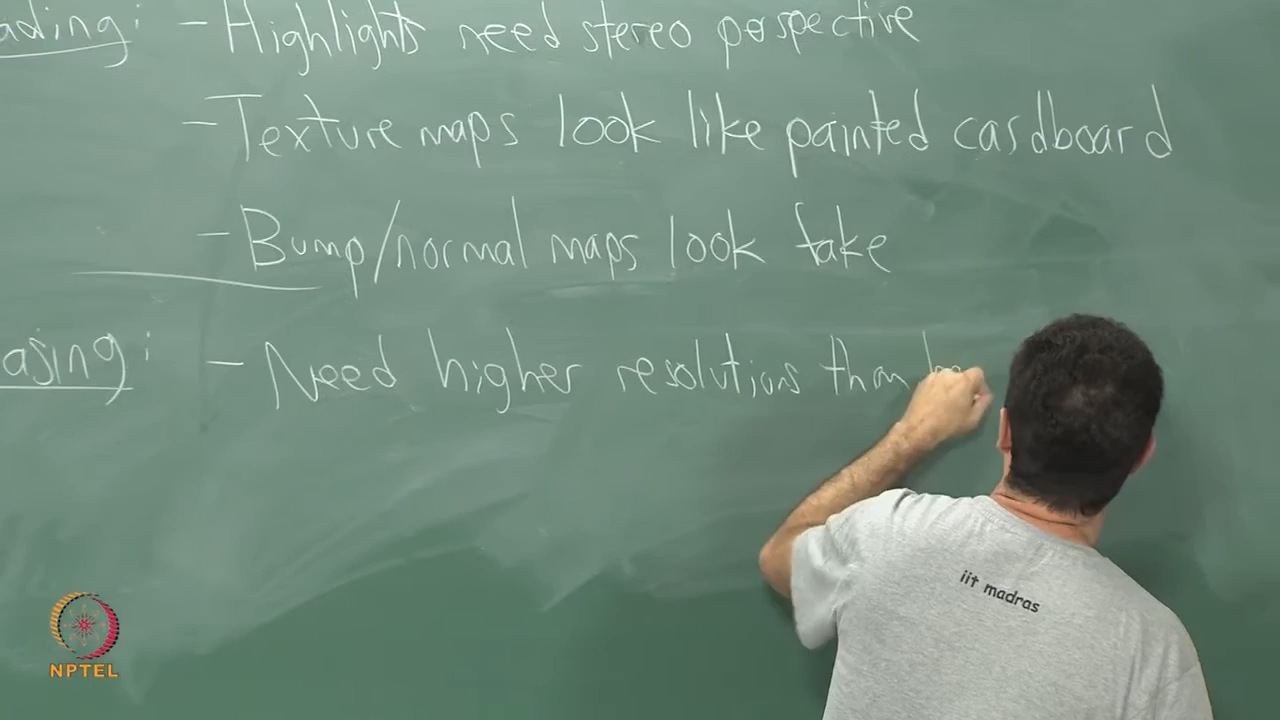 ading: - Highlights need stereo perspective
- Texture maps look like painted cardboard
- Bump/normal maps look fake
asing: - Need higher resolutions than
iit madras
NPTEL